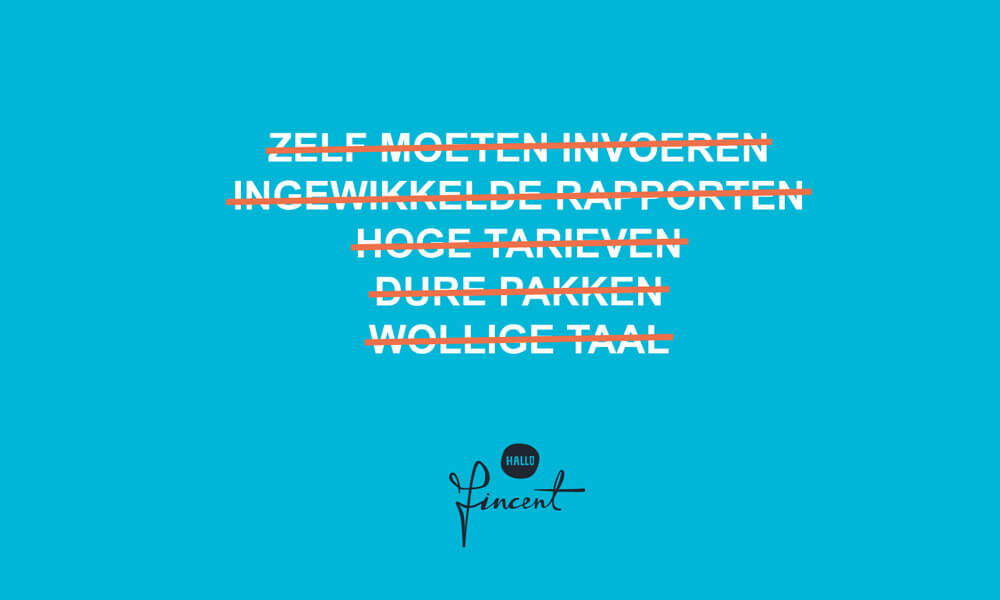 ZELF MOETEN INVOEREN
INGEWIKKELDE RAPPORTEN
HOGE TARIEVEN
DURE PAKKEN
WOLLIGE TAAL
HALLO
Fincent